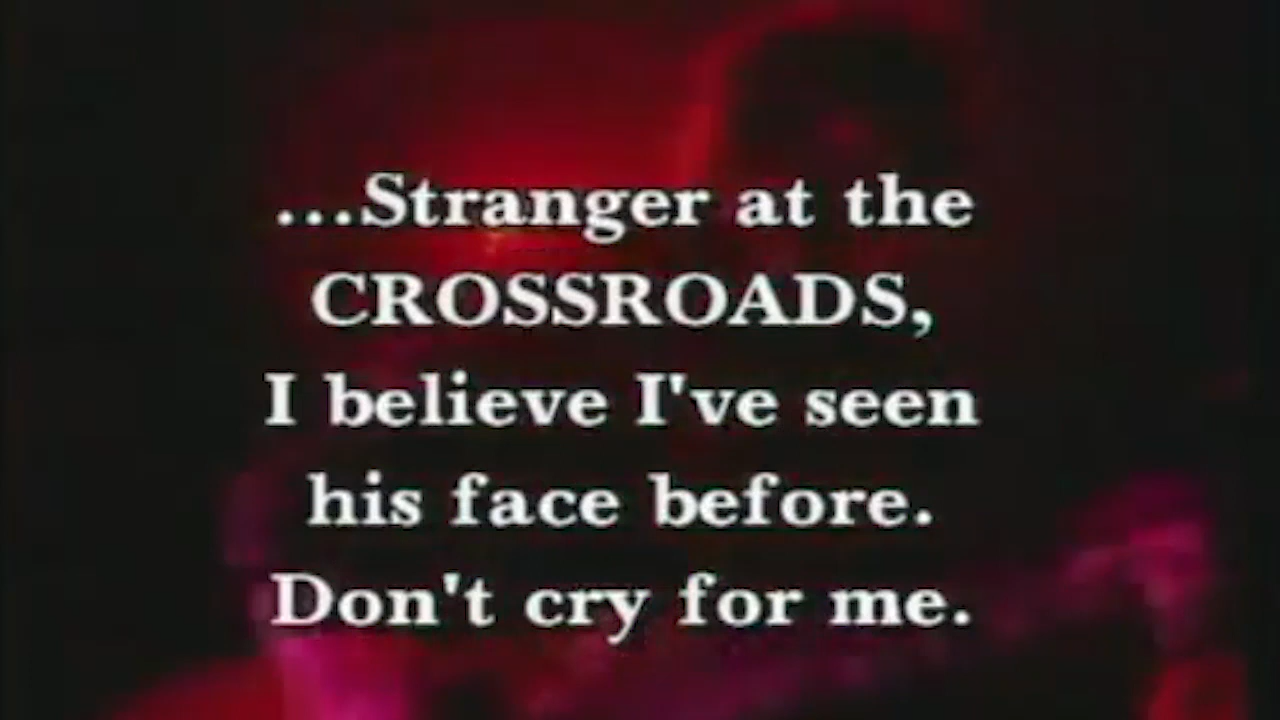 ...Stranger at the
CROSSROADS,
I believe I've seen
his face before.
Don't cry for me.